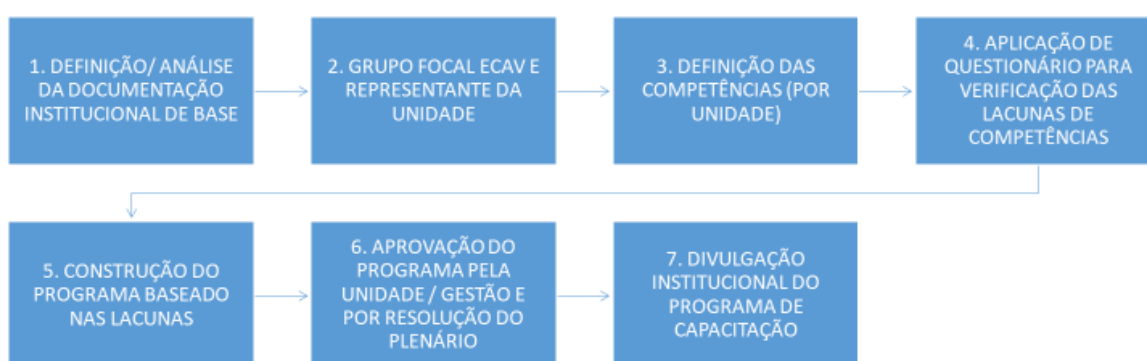 1. DEFINIÇÃO/ ANÁLISE
DA DOCUMENTAÇÃO
INSTITUCIONAL DE BASE
2. GRUPO FOCAL ECAV E
REPRESENTANTE DA
UNIDADE
3. DEFINIÇÃO DAS
COMPETÊNCIAS (POR
UNIDADE)
4. APLICAÇÃO DE
QUESTIONÁRIO PARA
VERIFICAÇÃO DAS
LACUNAS DE
COMPETÊNCIAS
5. CONSTRUÇÃO DO
PROGRAMA BASEADO
NAS LACUNAS
6. APROVAÇÃO DO
PROGRAMA PELA
UNIDADE / GESTÃO E
POR RESOLUÇÃO DO
PLENÁRIO
7. DIVULGAÇÃO
INSTITUCIONAL DO
PROGRAMA DE
CAPACITAÇÃO